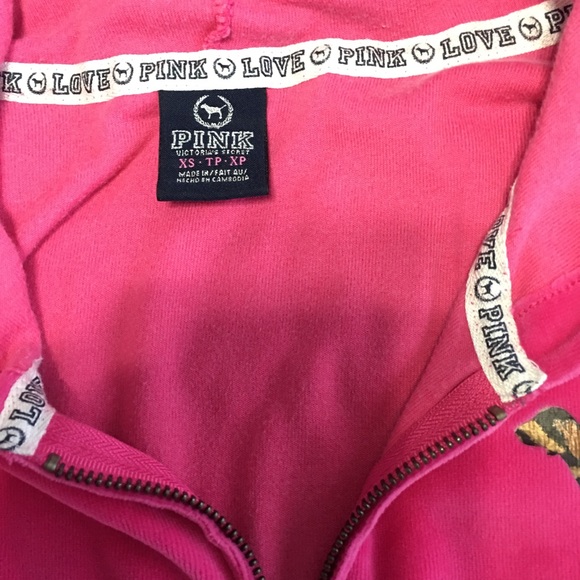 PINK LOVE PINK LOVE PINK LOVE
PINK
VICTORIA'S SECRET
XS · TP · XP
MADE IN/FAIT AU/
HECHO EN CAMBODIA
LOVE
PINK
LOVE